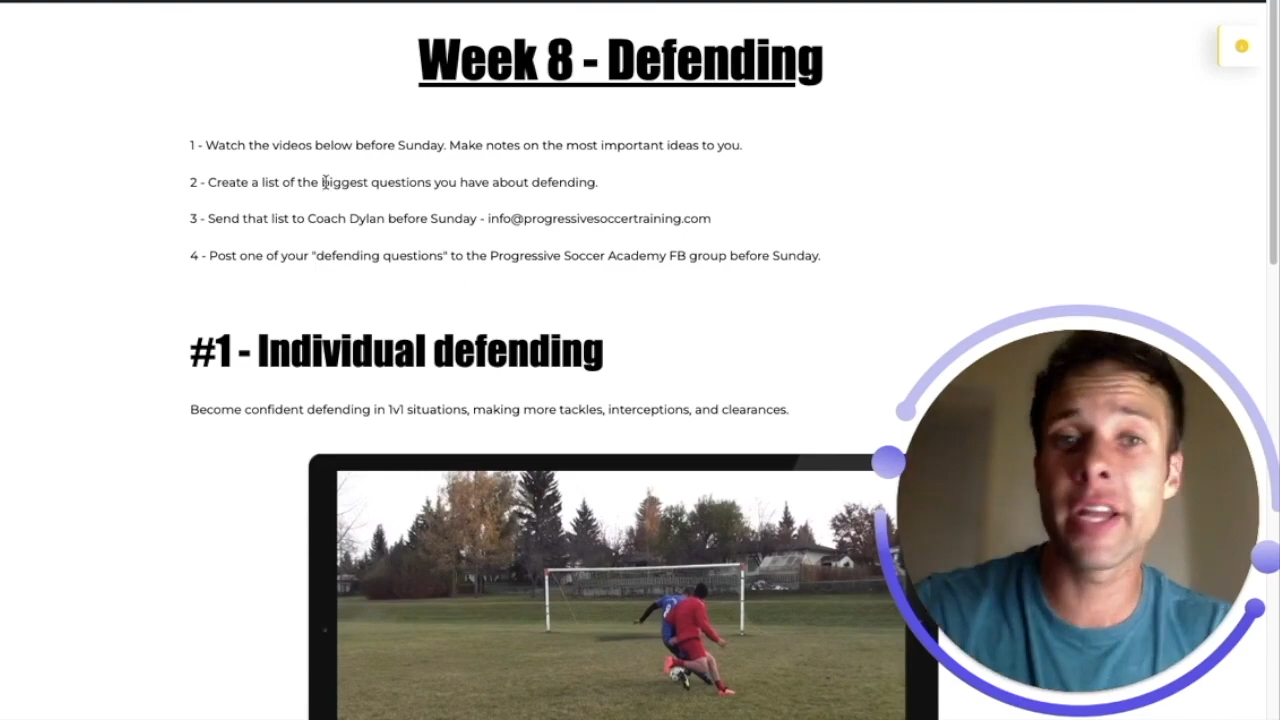 Week 8 - Defending
1 - Watch the videos below before Sunday. Make notes on the most important ideas to you.
2 - Create a list of the biggest questions you have about defending.
3 - Send that list to Coach Dylan before Sunday - info@progressivesoccertraining.com
4 - Post one of your "defending questions" to the Progressive Soccer Academy FB group before Sunday.
#1 - Individual defending
Become confident defending in 1v1 situations, making more tackles, interceptions, and clearances.